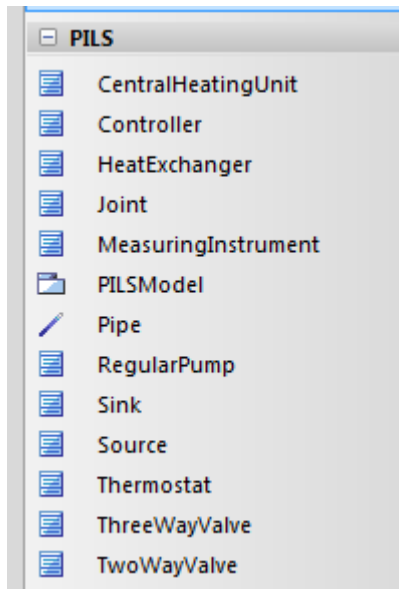 PILS
CentralHeatingUnit
Controller
HeatExchanger
Joint
MeasuringInstrument
PILSModel
Pipe
RegularPump
Sink
Source
Thermostat
ThreeWayValve
TwoWayValve